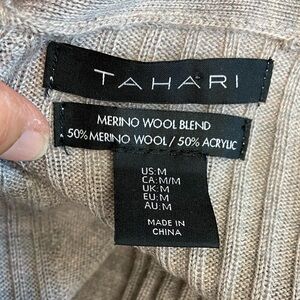 TAHARI
MERINO WOOL BLEND
50% MERINO WOOL / 50% ACRYLIC
US:M
CA:M/M
UK:M
EU:M
AU:M
MADE IN
CHINA